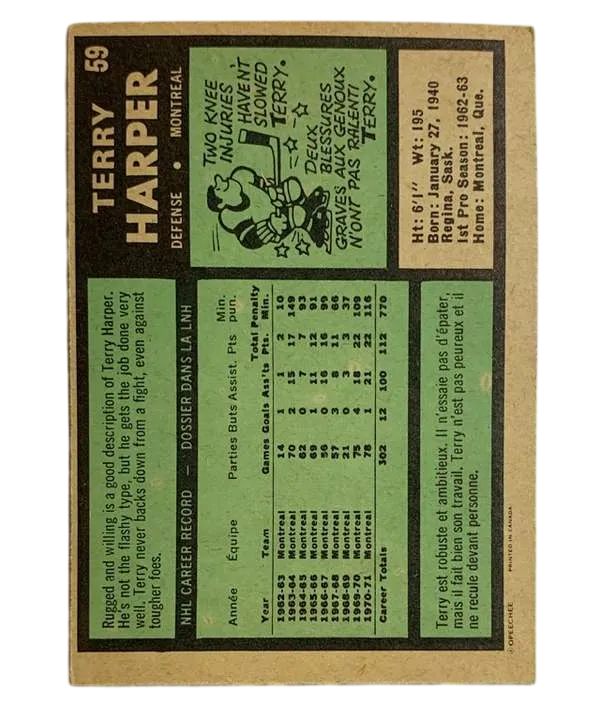 59
TERRY
HARPER
DEFENSE • MONTREAL
Rugged and willing is a good description of Terry Harper.
He's not the flashy type, but he gets the job done very
well. Terry never backs down from a fight, even against
tougher foes.
TWO KNEE
INJURIES
HAVEN'T
SLOWED
TERRY.
DEUX
BLESSURES
GRAVES AUX GENOUX
N'ONT PAS RALENTI
TERRY.
NHL CAREER RECORD — DOSSIER DANS LA LNH
Min.
Année Équipe Parties Buts Assist. Pts pun.
Total Penalty
Year Team Games Goals Ass'ts Pts. Min.
1962-63 Montreal 14 1 1 2 10
1963-64 Montreal 70 2 15 17 149
1964-65 Montreal 62 0 7 7 93
1965-66 Montreal 69 1 11 12 91
1966-67 Montreal 56 0 16 16 99
1967-68 Montreal 57 3 8 11 66
1968-69 Montreal 21 0 3 3 37
1969-70 Montreal 75 4 18 22 109
1970-71 Montreal 78 1 21 22 116
Career Totals 302 12 100 112 770
Ht: 6'1" Wt: 195
Born: January 27, 1940
Regina, Sask.
1st Pro Season: 1962-63
Home: Montreal, Que.
Terry est robuste et ambitieux. Il n'essaie pas d'épater,
mais il fait bien son travail. Terry n'est pas peureux et il
ne recule devant personne.
© OPEECHEE PRINTED IN CANADA